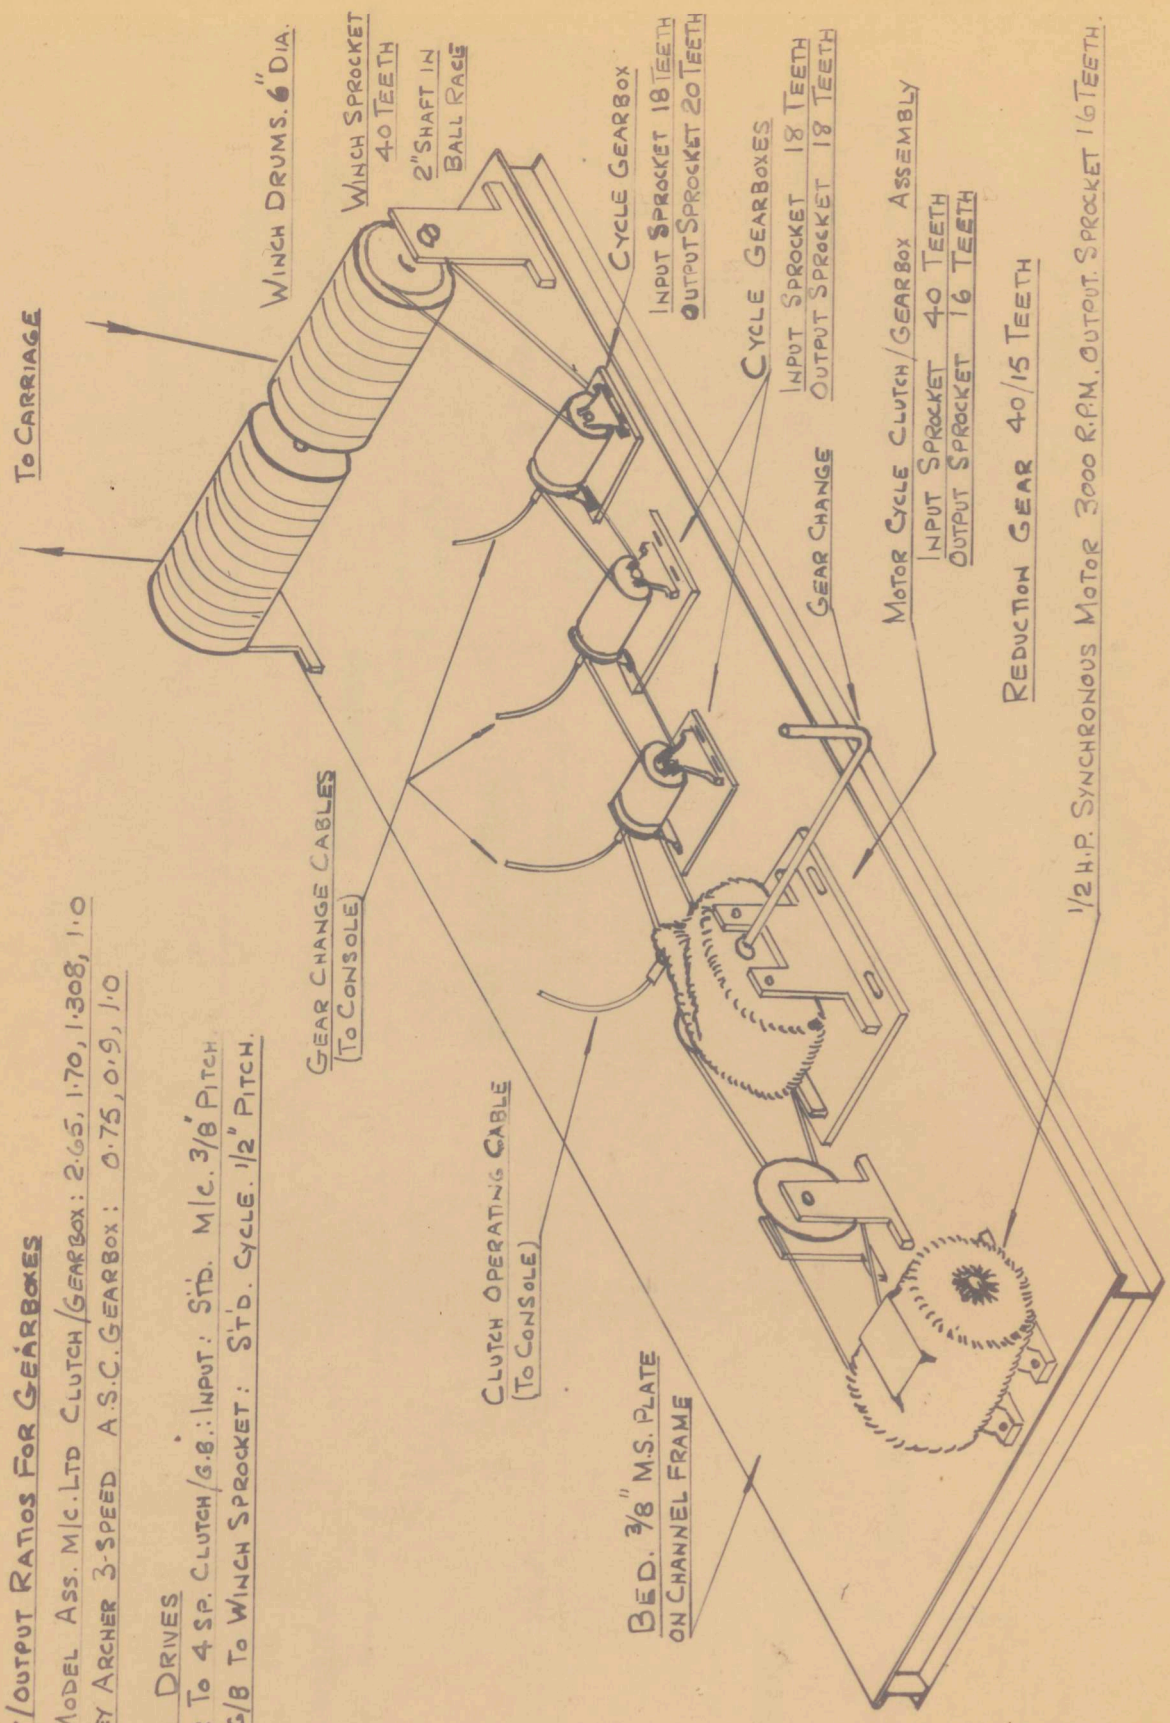 /OUTPUT RATIOS FOR GEARBOXES
MODEL ASS. M/C. LTD CLUTCH/GEARBOX: 2.65, 1.70, 1.308, 1.0
EY ARCHER 3-SPEED A.S.C. GEARBOX: 0.75, 0.9, 1.0
DRIVES
TO 4 SP. CLUTCH/G.B.: INPUT: STD. M/C. 3/8" PITCH
G/B TO WINCH SPROCKET: STD. CYCLE. 1/2" PITCH.
TO CARRIAGE
WINCH DRUMS. 6" DIA.
WINCH SPROCKET
40 TEETH
2" SHAFT IN
BALL RACE
GEAR CHANGE CABLES
(TO CONSOLE)
CYCLE GEARBOX
INPUT SPROCKET 18 TEETH
OUTPUT SPROCKET 20 TEETH
CYCLE GEARBOXES
INPUT SPROCKET 18 TEETH
OUTPUT SPROCKET 18 TEETH
CLUTCH OPERATING CABLE
(TO CONSOLE)
GEAR CHANGE
MOTOR CYCLE CLUTCH/GEARBOX ASSEMBLY
INPUT SPROCKET 40 TEETH
OUTPUT SPROCKET 16 TEETH
BED. 3/8" M.S. PLATE
ON CHANNEL FRAME
REDUCTION GEAR 40/15 TEETH
1/2 H.P. SYNCHRONOUS MOTOR 3000 R.P.M. OUTPUT. SPROCKET 16 TEETH.